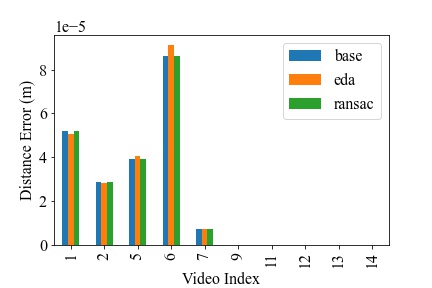 1e−5
8
6
4
2
0
Distance Error (m)
base
eda
ransac
1 2 5 6 7 9 11 12 13 14
Video Index